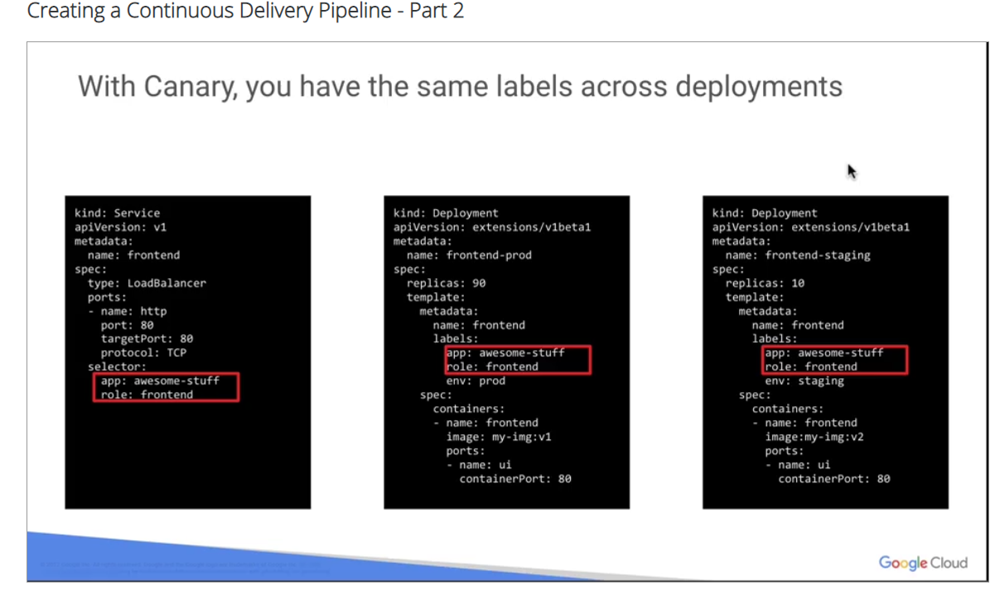 Creating a Continuous Delivery Pipeline - Part 2
With Canary, you have the same labels across deployments
kind: Service
apiVersion: v1
metadata:
  name: frontend
spec:
  type: LoadBalancer
  ports:
  - name: http
    port: 80
    targetPort: 80
    protocol: TCP
  selector:
    app: awesome-stuff
    role: frontend
kind: Deployment
apiVersion: extensions/v1beta1
metadata:
  name: frontend-prod
spec:
  replicas: 90
  template:
    metadata:
      name: frontend
      labels:
        app: awesome-stuff
        role: frontend
        env: prod
    spec:
      containers:
      - name: frontend
        image: my-img:v1
        ports:
        - name: ui
          containerPort: 80
kind: Deployment
apiVersion: extensions/v1beta1
metadata:
  name: frontend-staging
spec:
  replicas: 10
  template:
    metadata:
      name: frontend
      labels:
        app: awesome-stuff
        role: frontend
        env: staging
    spec:
      containers:
      - name: frontend
        image:my-img:v2
        ports:
        - name: ui
          containerPort: 80
Google Cloud